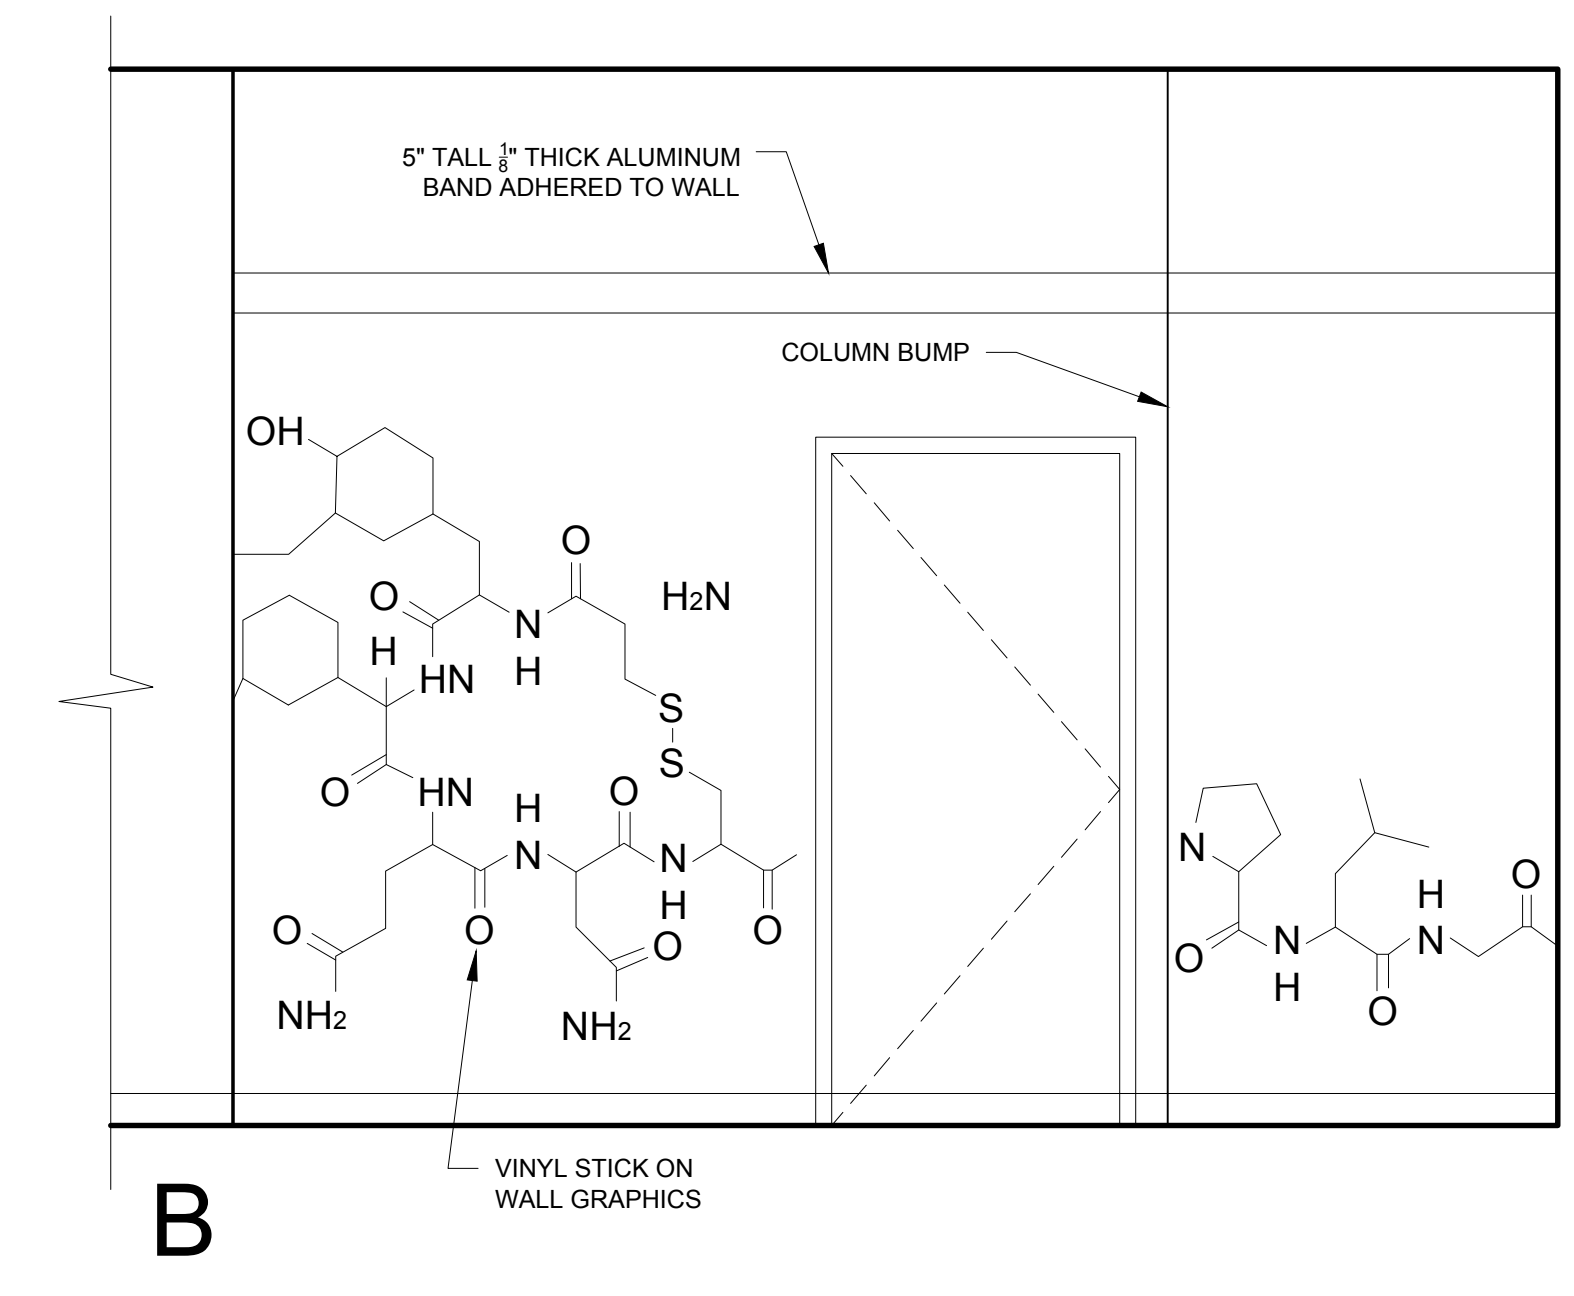 5" TALL 1/8" THICK ALUMINUM
BAND ADHERED TO WALL
COLUMN BUMP
OH
O
O
H2N
N
H
H
HN
S
S
O
HN
H
O
N
N
H
O
O
O
O
NH2
NH2
N
O
H
N
O
N
H
O
VINYL STICK ON
WALL GRAPHICS
B